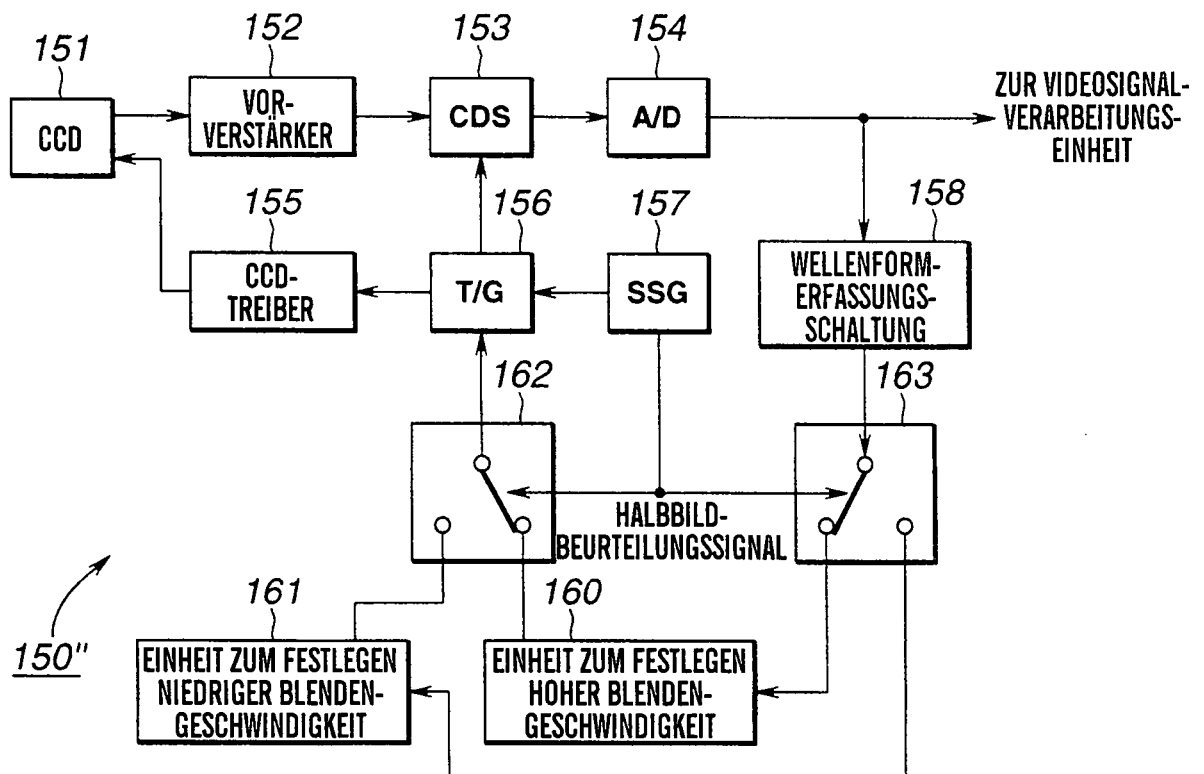 151
152
153
154
CCD
VOR-
VERSTÄRKER
CDS
A/D
ZUR VIDEOSIGNAL-
VERARBEITUNGS-
EINHEIT
155
156
157
158
CCD-
TREIBER
T/G
SSG
WELLENFORM-
ERFASSUNGS-
SCHALTUNG
162
163
HALBBILD-
BEURTEILUNGSSIGNAL
161
160
150"
EINHEIT ZUM FESTLEGEN
NIEDRIGER BLENDEN-
GESCHWINDIGKEIT
EINHEIT ZUM FESTLEGEN
HOHER BLENDEN-
GESCHWINDIGKEIT